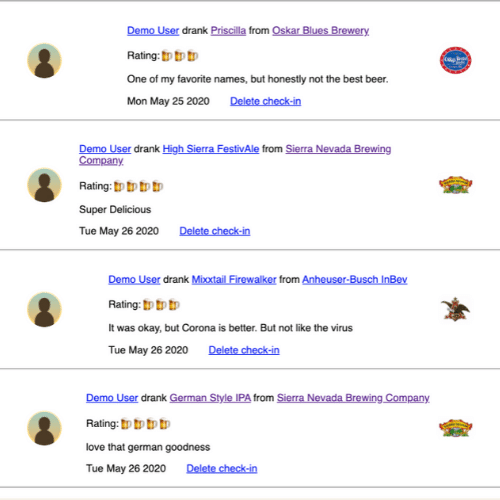 Demo User drank Priscilla from Oskar Blues Brewery
Rating:
One of my favorite names, but honestly not the best beer.
Mon May 25 2020 Delete check-in
Demo User drank High Sierra FestivAle from Sierra Nevada Brewing
Company
Rating:
Super Delicious
Tue May 26 2020 Delete check-in
Demo User drank Mixxtail Firewalker from Anheuser-Busch InBev
Rating:
It was okay, but Corona is better. But not like the virus
Tue May 26 2020 Delete check-in
Demo User drank German Style IPA from Sierra Nevada Brewing Company
Rating:
love that german goodness
Tue May 26 2020 Delete check-in